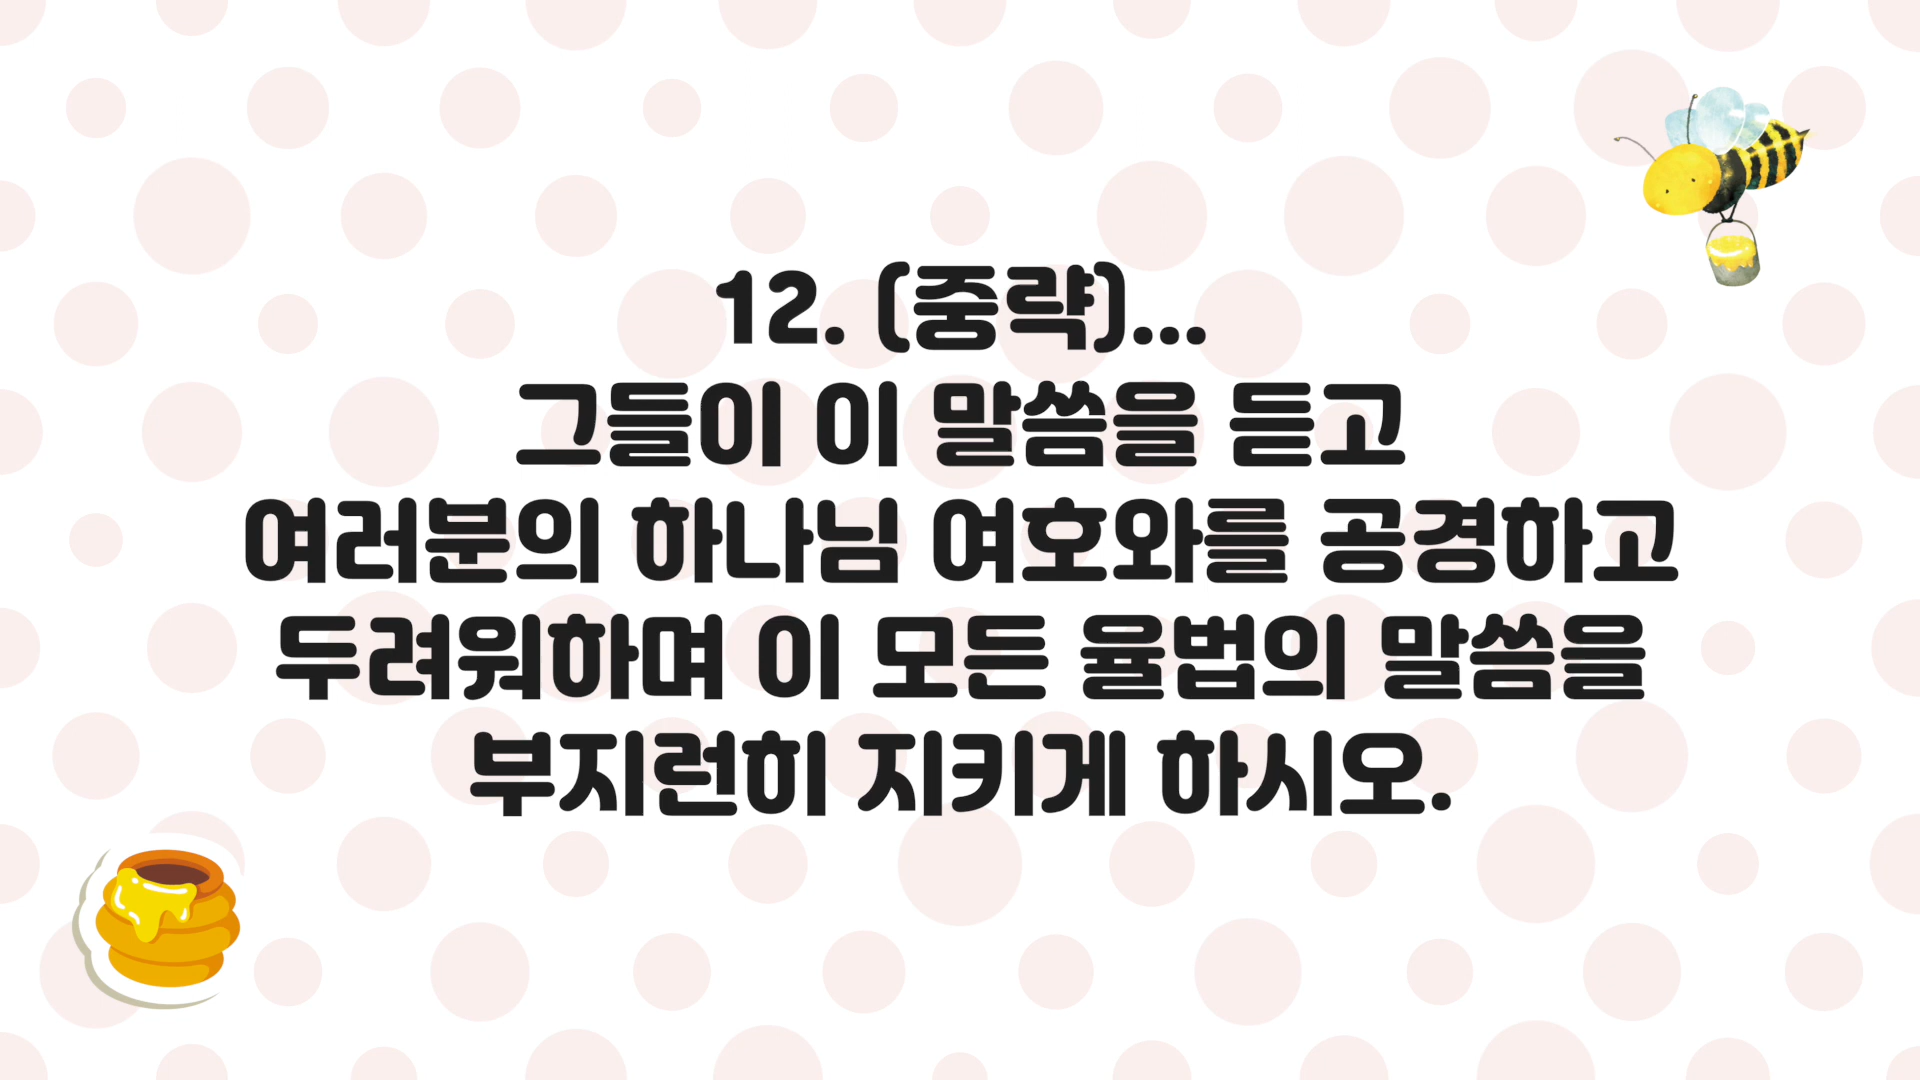 12. (중략)...
그들이 이 말씀을 듣고
여러분의 하나님 여호와를 공경하고
두려워하며 이 모든 율법의 말씀을
부지런히 지키게 하시오.